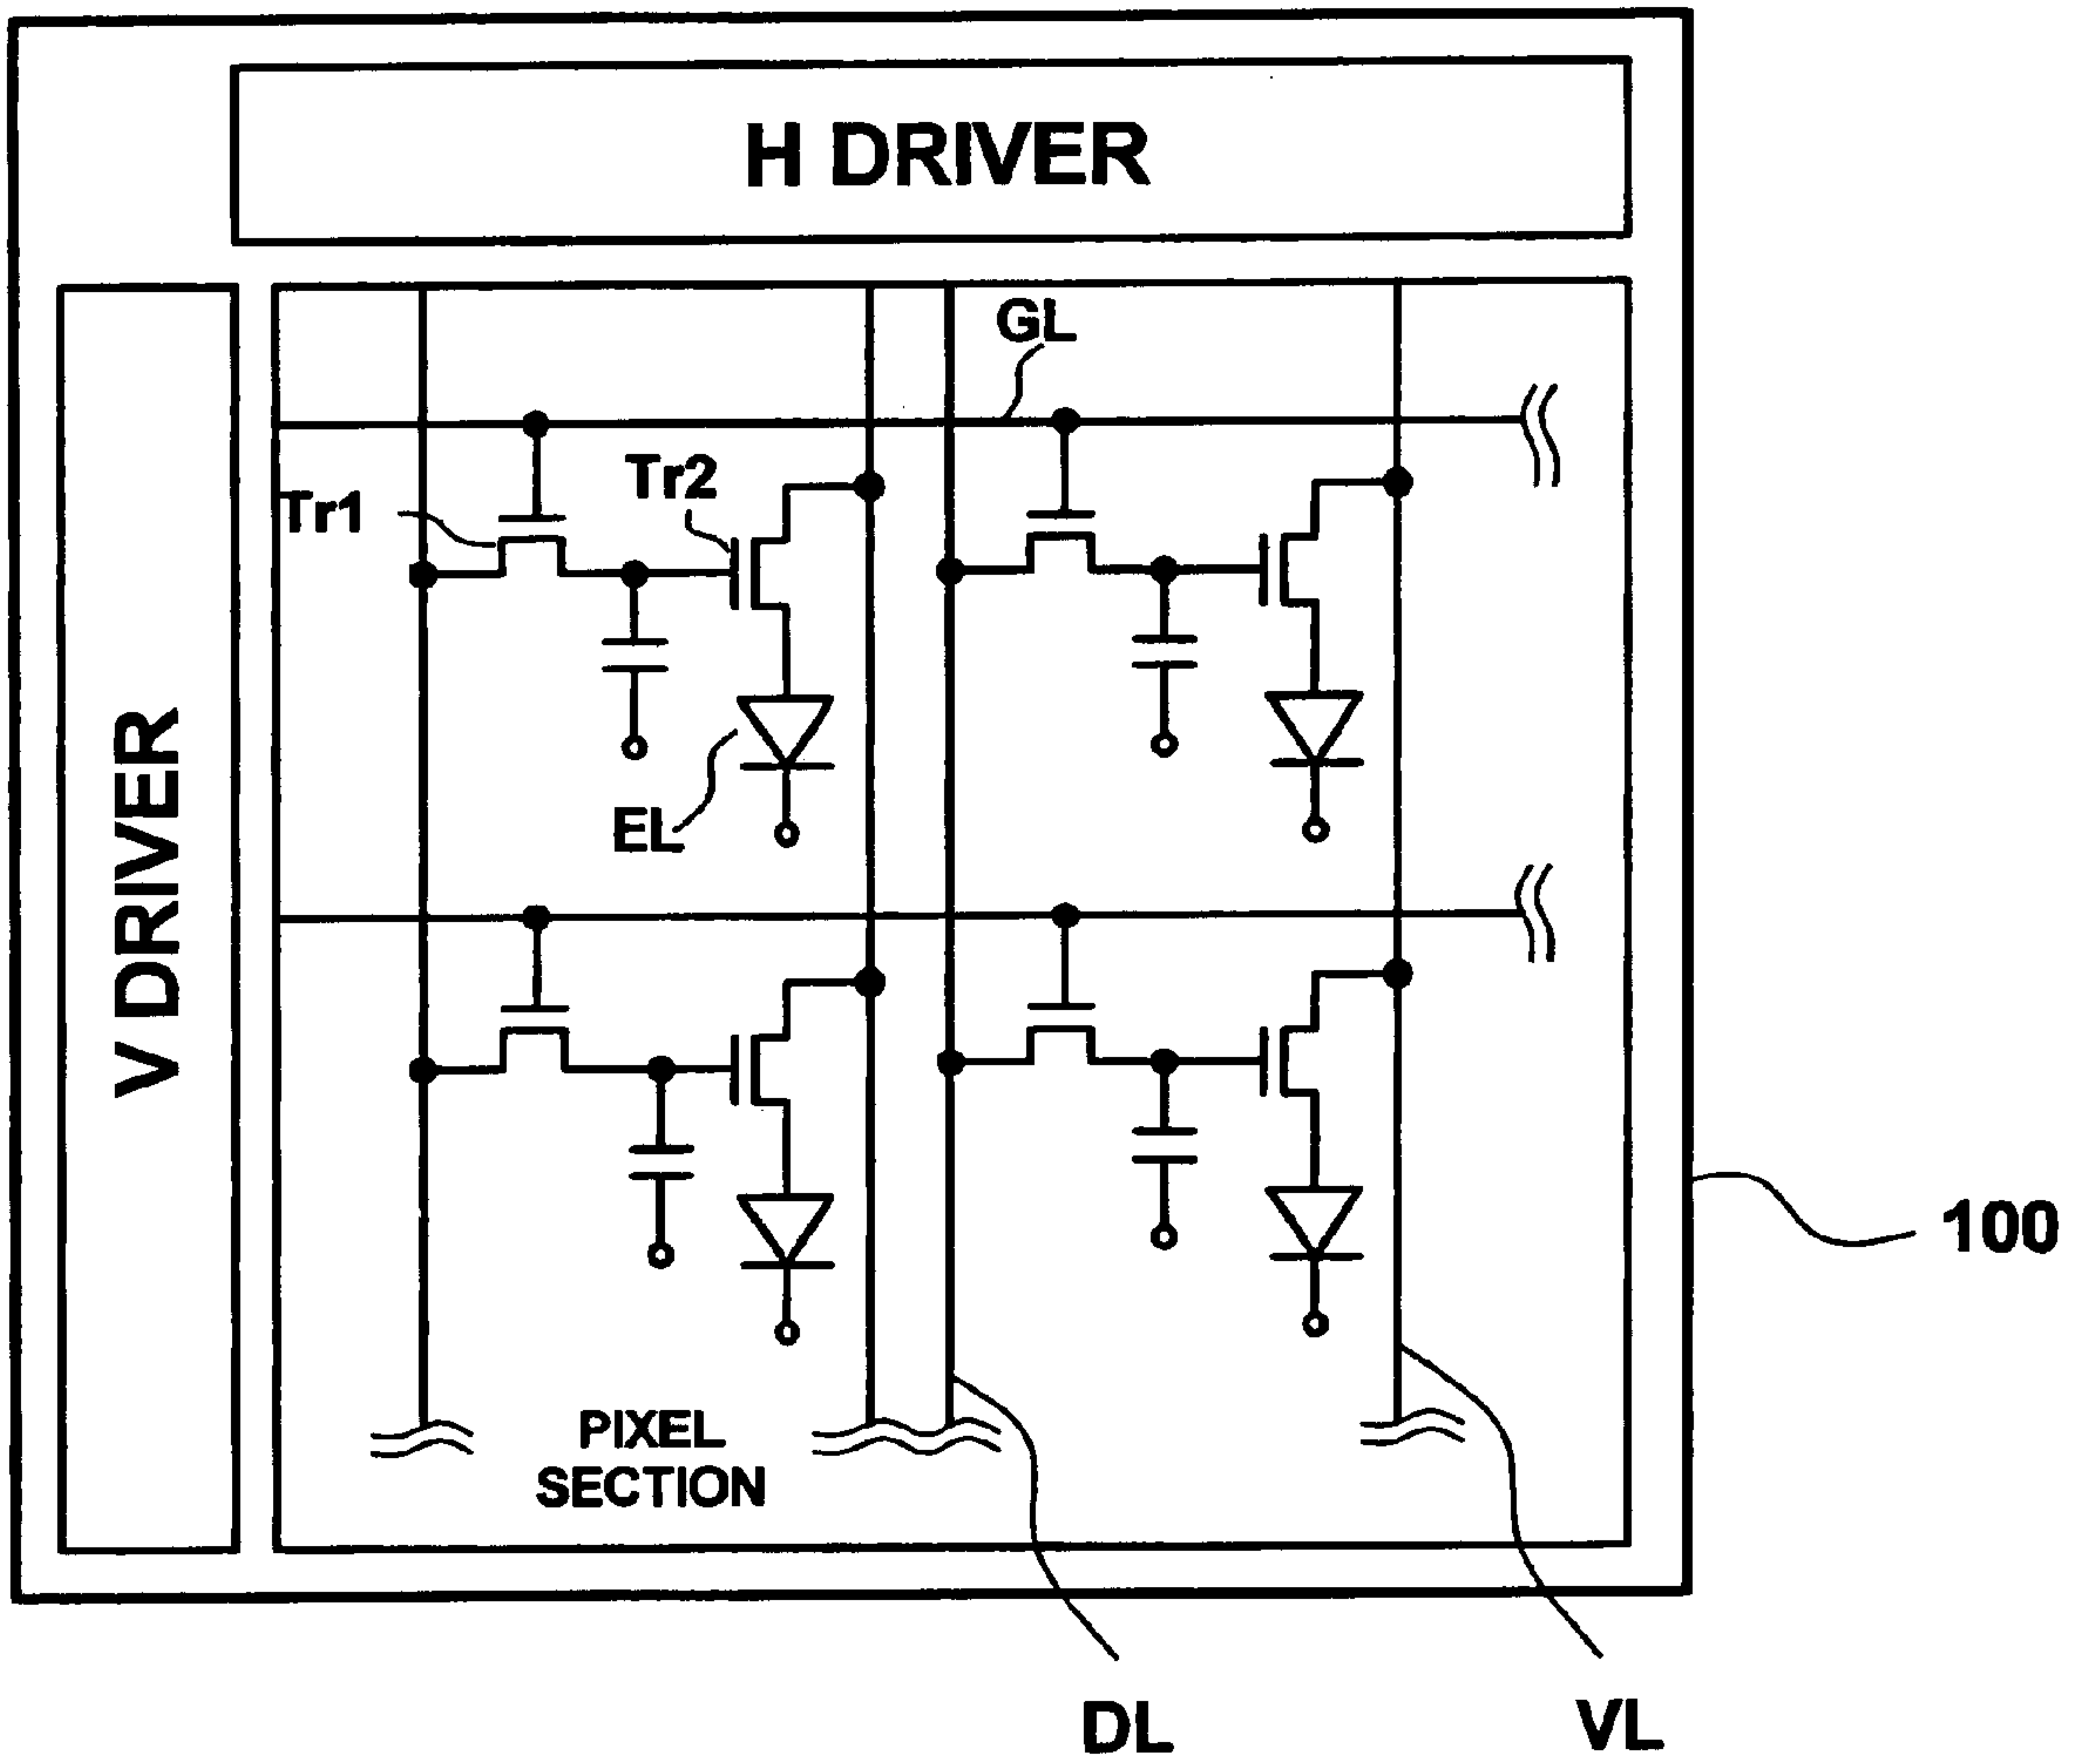 H DRIVER
GL
Tr2
Tr1
EL
V DRIVER
100
PIXEL
SECTION
DL
VL